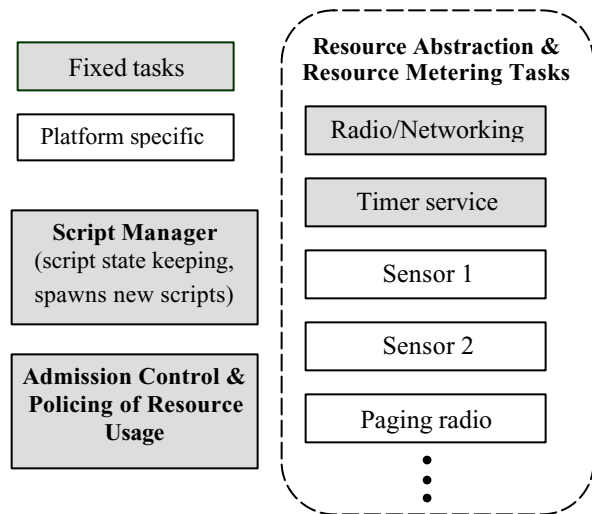 Fixed tasks
Platform specific
Script Manager
(script state keeping,
spawns new scripts)
Admission Control &
Policing of Resource
Usage
Resource Abstraction &
Resource Metering Tasks
Radio/Networking
Timer service
Sensor 1
Sensor 2
Paging radio